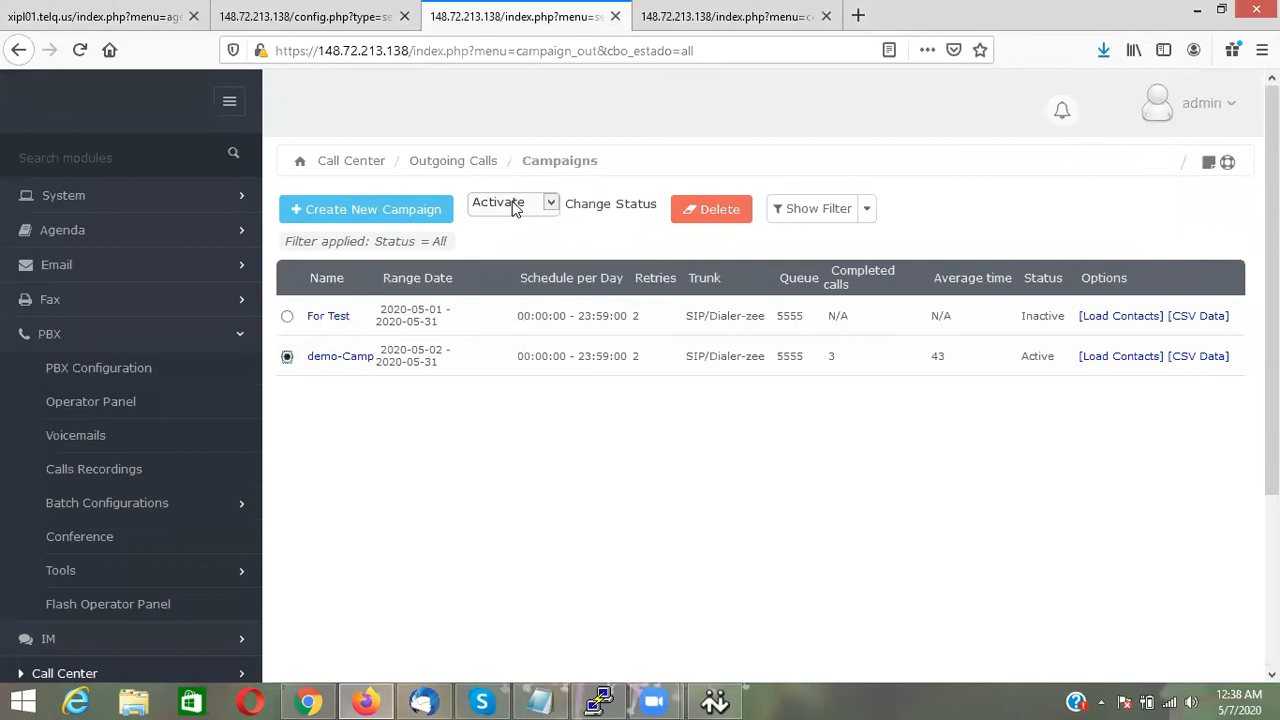 xipl01.telq.us/index.php?menu=age
148.72.213.138/config.php?type=se
148.72.213.138/index.php?menu=se
148.72.213.138/index.php?menu=c
https://148.72.213.138/index.php?menu=campaign_out&cbo_estado=all
admin
Search modules
System
Agenda
Email
Fax
PBX
PBX Configuration
Operator Panel
Voicemails
Calls Recordings
Batch Configurations
Conference
Tools
Flash Operator Panel
IM
Call Center
Call Center / Outgoing Calls / Campaigns /
+ Create New Campaign Activate Change Status Delete Show Filter
Filter applied: Status = All
Name Range Date Schedule per Day Retries Trunk Queue Completed calls Average time Status Options
For Test 2020-05-01 - 2020-05-31 00:00:00 - 23:59:00 2 SIP/Dialer-zee 5555 N/A N/A Inactive [Load Contacts] [CSV Data]
demo-Camp 2020-05-02 - 2020-05-31 00:00:00 - 23:59:00 2 SIP/Dialer-zee 5555 3 43 Active [Load Contacts] [CSV Data]
12:38 AM
5/7/2020